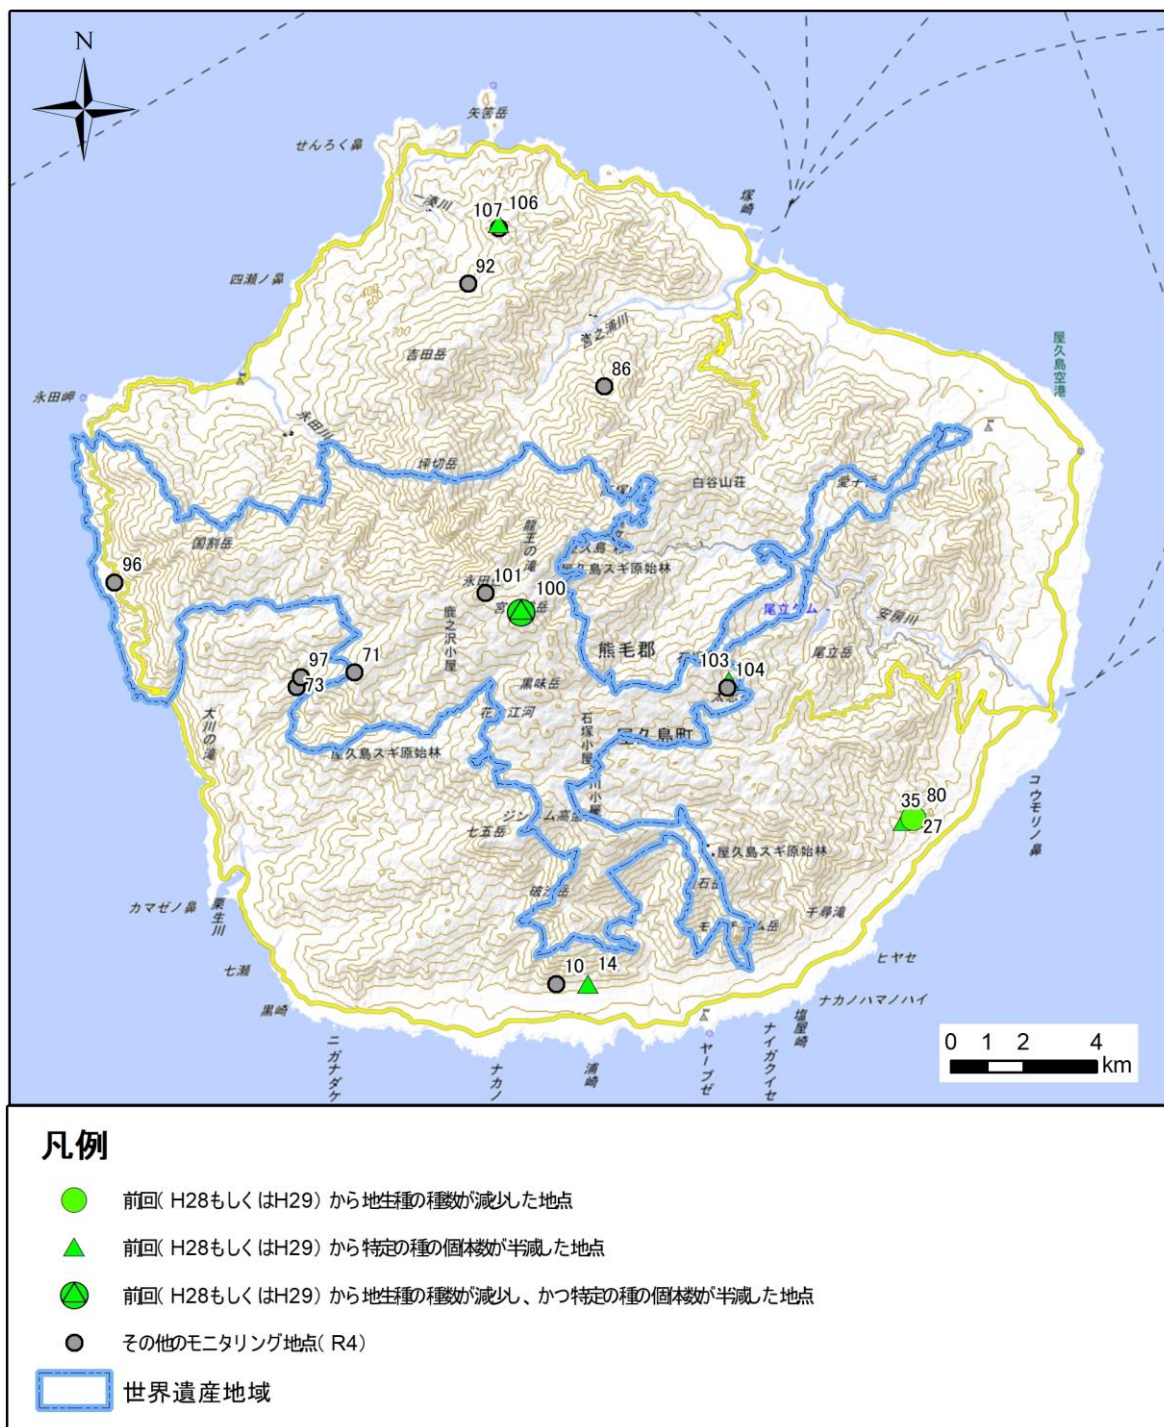 N
矢筈岳
せんろく鼻
一湊川
107
106
塚崎
92
四瀬ノ鼻
600
500
700
宮之浦川
吉田岳
屋久島空港
86
永田岬
永田川
坪切岳
白谷山荘
愛子岳
国割岳
龍王の滝
屋久島スギ原始林
96
101
永田
100
鹿之沢小屋
尾立ダム
安房川
熊毛郡
尾立岳
97
71
73
103
104
黒味岳
花
江河
大川の滝
石塚小屋
屋久島町
屋久島スギ原始林
コウモリノ鼻
35
80
27
七五岳
川小屋
屋久島スギ原始林
石岳
カマゼノ鼻
栗生川
千尋滝
七瀬
10
14
ヒヤセ
黒崎
ナカノハマノハイ
塩屋崎
ナイガクイセ
ニガナダケ
ナカノ
浦崎
ヤーブゼ
0 1 2 4
km
凡例
前回(H28もしくはH29)から地生種の種数が減少した地点
前回(H28もしくはH29)から特定の種の個体数が半減した地点
前回(H28もしくはH29)から地生種の種数が減少し、かつ特定の種の個体数が半減した地点
その他のモニタリング地点(R4)
世界遺産地域